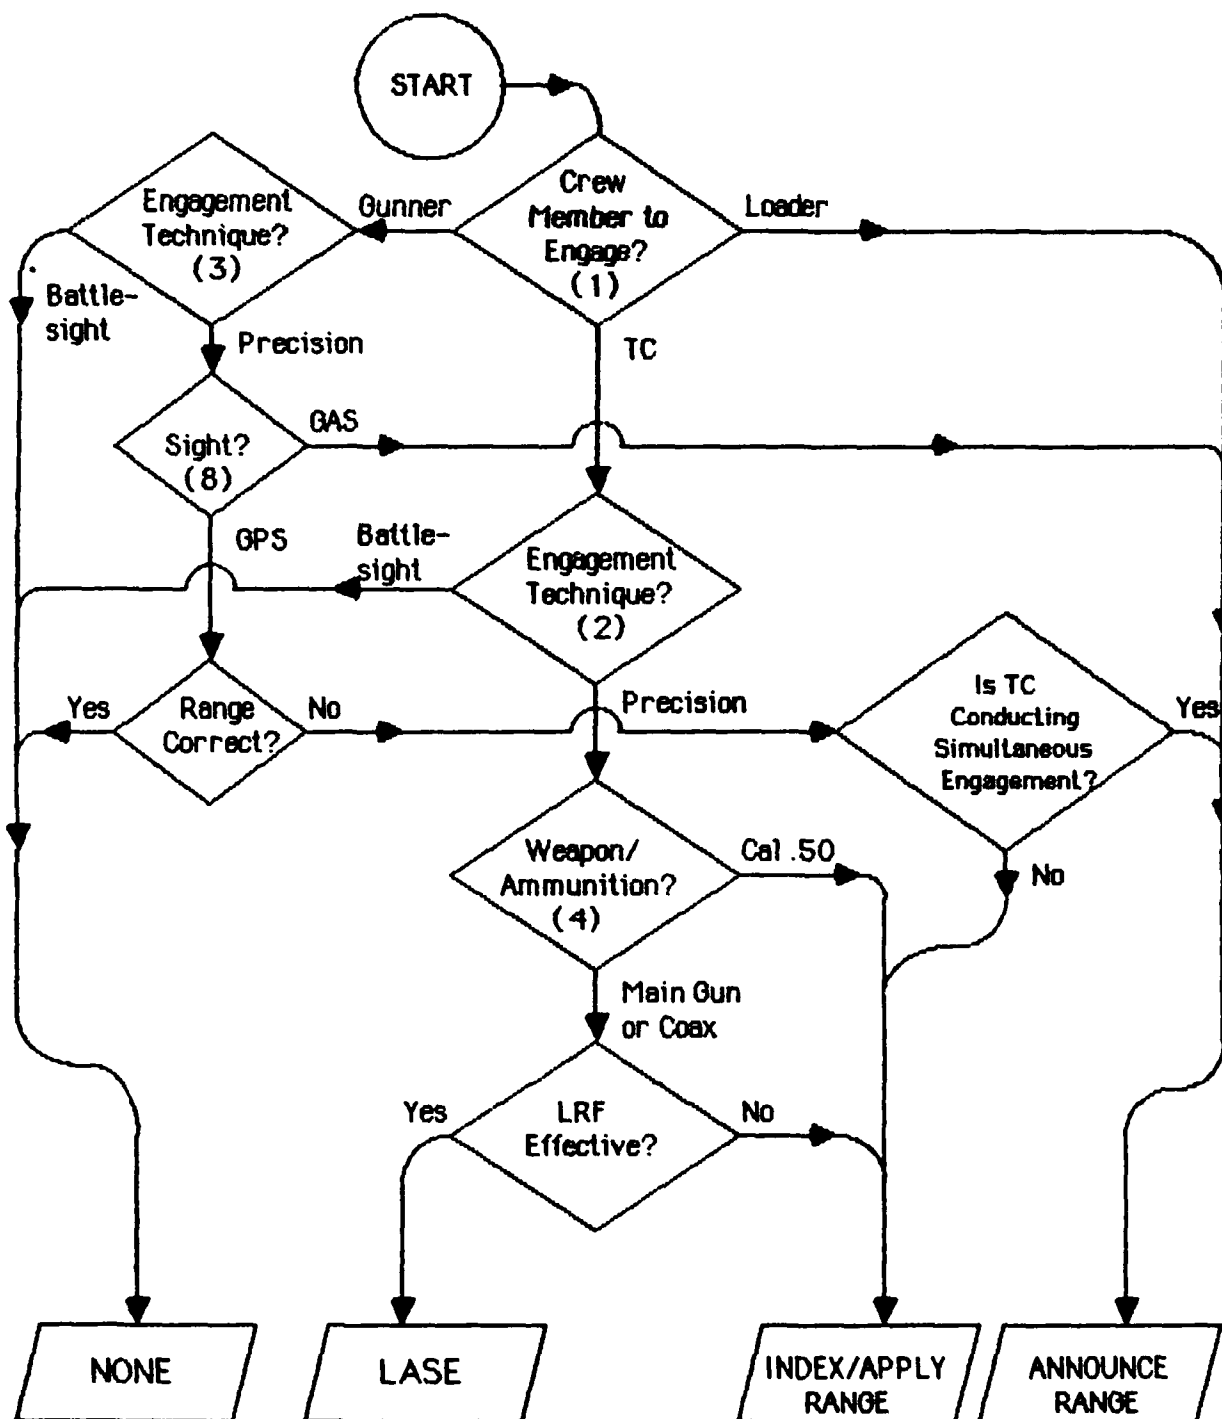 START
Crew
Member to
Engage?
(1)
Gunner
Loader
TC
Engagement
Technique?
(3)
Battle-
sight
Precision
Sight?
(8)
GAS
GPS
Engagement
Technique?
(2)
Battle-
sight
Precision
Range
Correct?
Yes
No
Is TC
Conducting
Simultaneous
Engagement?
Yes
No
Weapon/
Ammunition?
(4)
Cal .50
Main Gun
or Coax
LRF
Effective?
Yes
No
NONE
LASE
INDEX/APPLY
RANGE
ANNOUNCE
RANGE